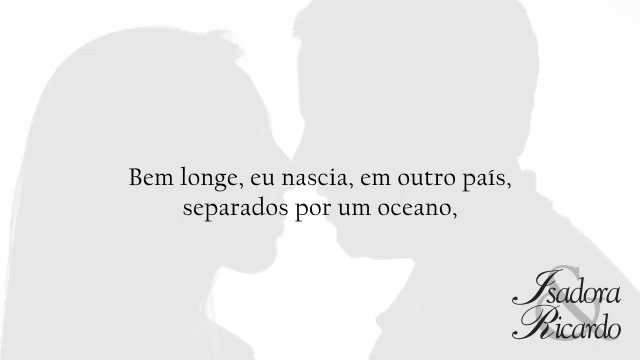 Bem longe, eu nascia, em outro país,
separados por um oceano,
Isadora
&
Ricardo